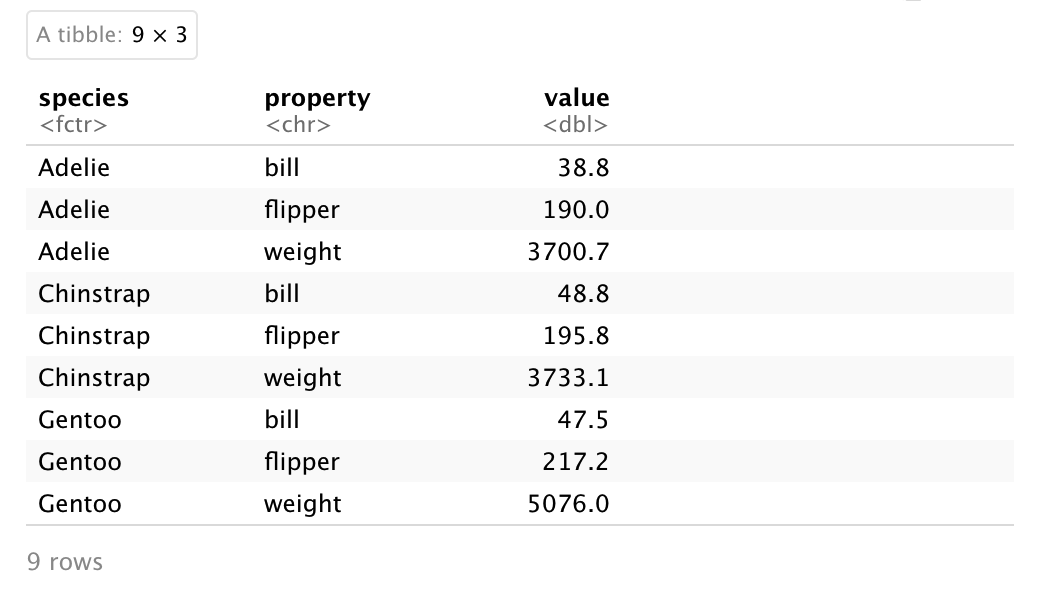 A tibble: 9 × 3
species property value
<fctr> <chr> <dbl>
Adelie bill 38.8
Adelie flipper 190.0
Adelie weight 3700.7
Chinstrap bill 48.8
Chinstrap flipper 195.8
Chinstrap weight 3733.1
Gentoo bill 47.5
Gentoo flipper 217.2
Gentoo weight 5076.0
9 rows